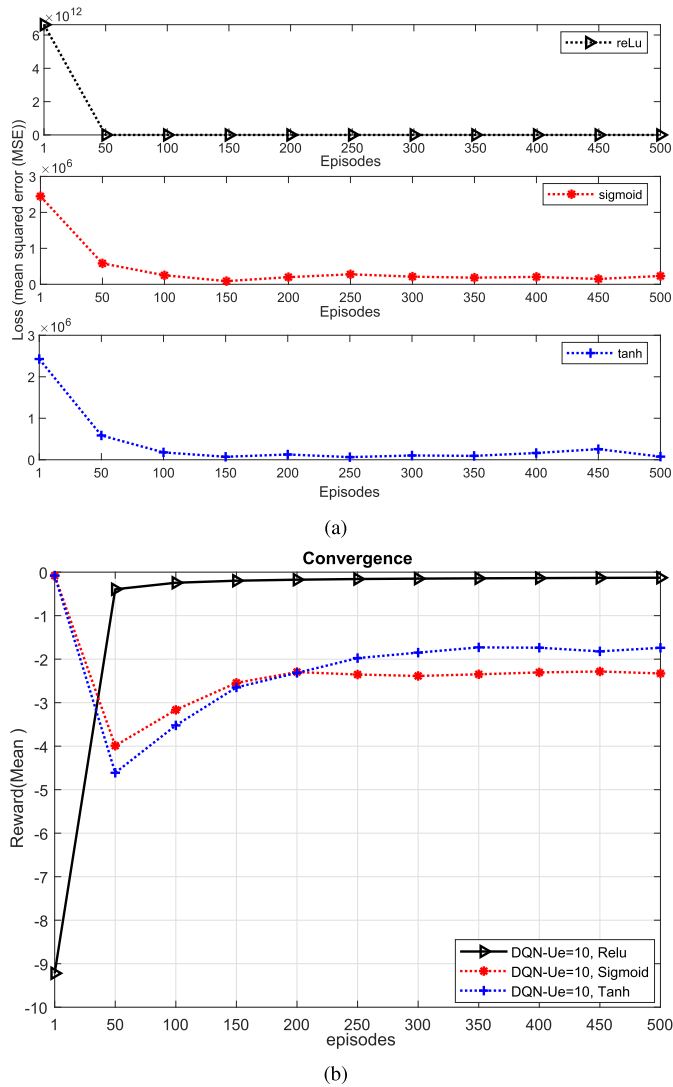 ×10^12
6
4
2
0
reLu
1 50 100 150 200 250 300 350 400 450 500
Episodes
Loss (mean squared error (MSE))
×10^6
3
2
1
0
sigmoid
1 50 100 150 200 250 300 350 400 450 500
Episodes
×10^6
3
2
1
0
tanh
1 50 100 150 200 250 300 350 400 450 500
Episodes
(a)
Convergence
0
-1
-2
-3
-4
-5
-6
-7
-8
-9
-10
Reward(Mean )
DQN-Ue=10, Relu
DQN-Ue=10, Sigmoid
DQN-Ue=10, Tanh
1 50 100 150 200 250 300 350 400 450 500
episodes
(b)